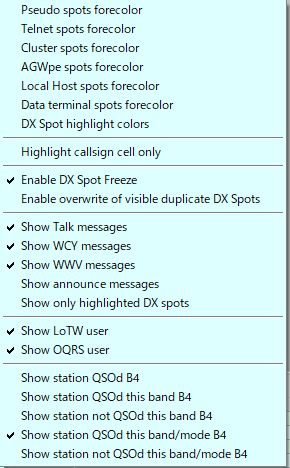 Pseudo spots forecolor
Telnet spots forecolor
Cluster spots forecolor
AGWpe spots forecolor
Local Host spots forecolor
Data terminal spots forecolor
DX Spot highlight colors
Highlight callsign cell only
Enable DX Spot Freeze
Enable overwrite of visible duplicate DX Spots
Show Talk messages
Show WCY messages
Show WWV messages
Show announce messages
Show only highlighted DX spots
Show LoTW user
Show OQRS user
Show station QSOd B4
Show station QSOd this band B4
Show station not QSOd this band B4
Show station QSOd this band/mode B4
Show station not QSOd this band/mode B4